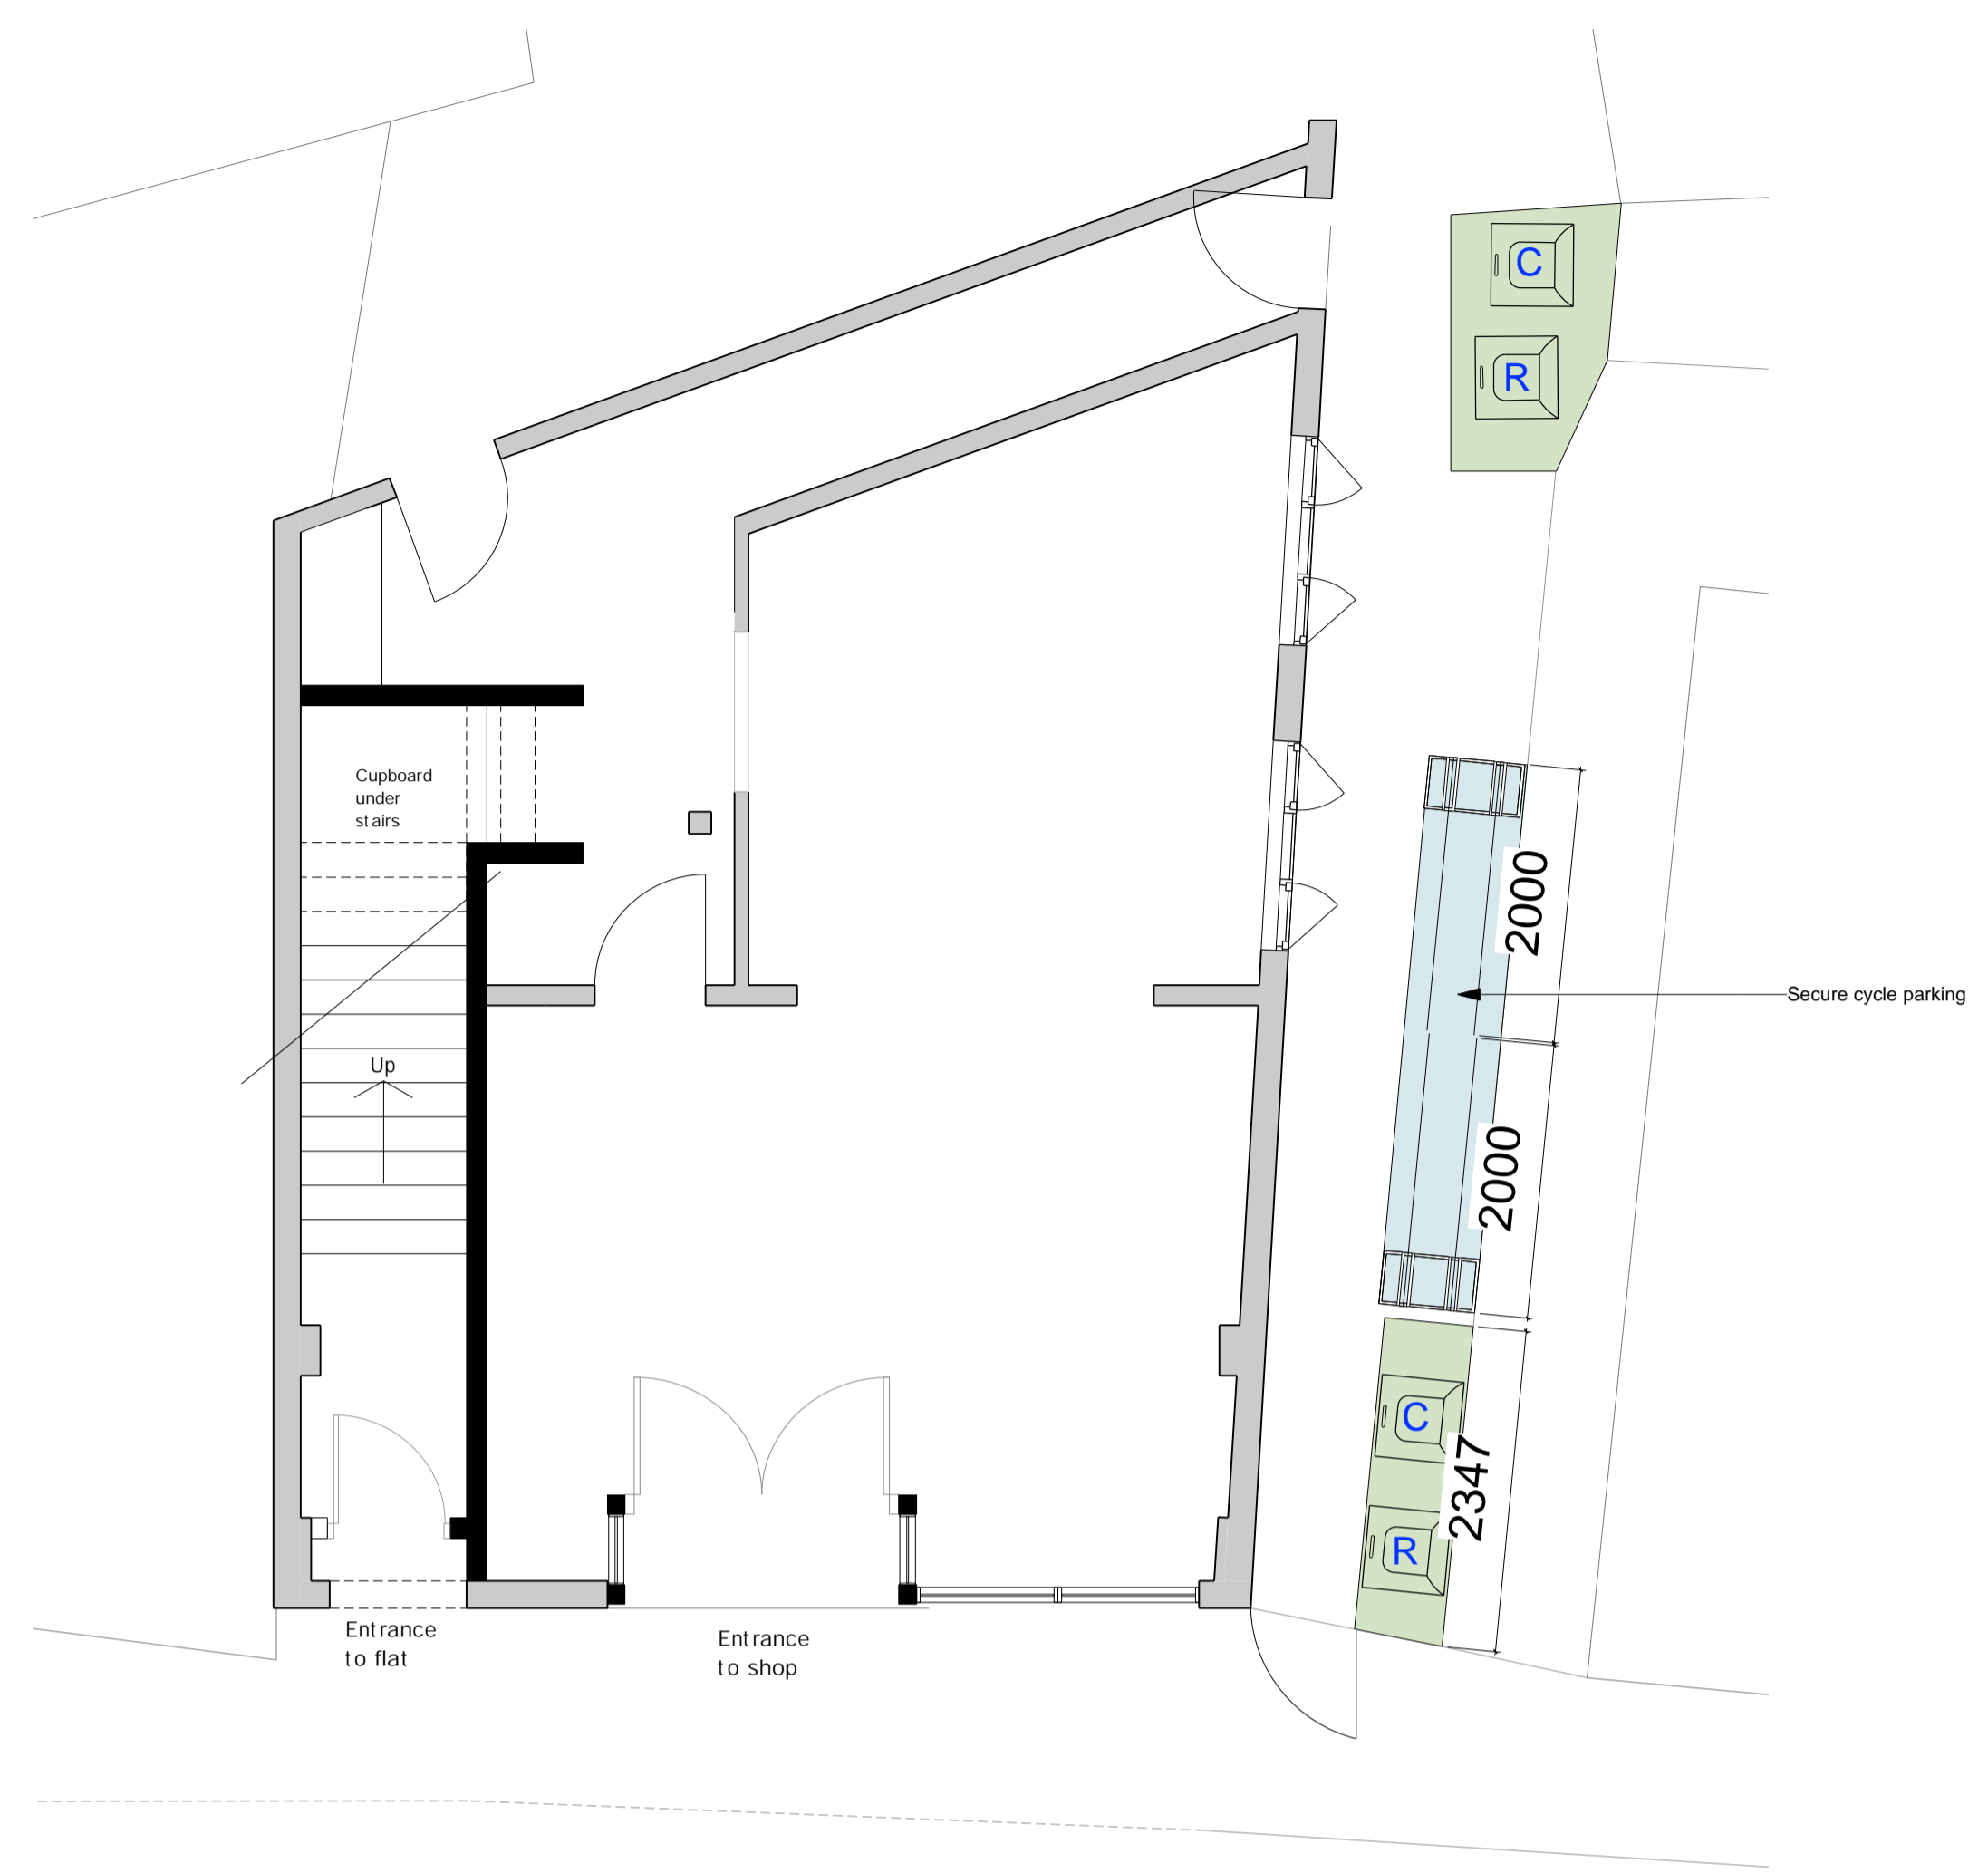 C
R
Cupboard
under
stairs
2000
Secure cycle parking
Up
2000
C
2347
R
Entrance
to flat
Entrance
to shop